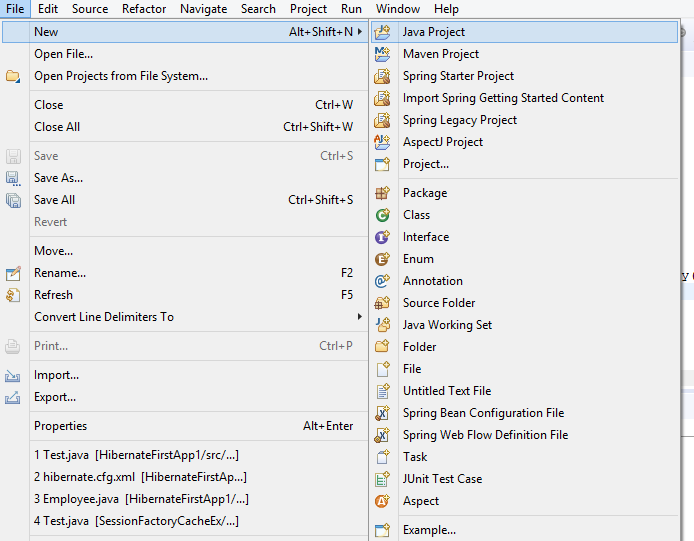 File Edit Source Refactor Navigate Search Project Run Window Help
New Alt+Shift+N
Open File...
Open Projects from File System...
Close Ctrl+W
Close All Ctrl+Shift+W
Save Ctrl+S
Save As...
Save All Ctrl+Shift+S
Revert
Move...
Rename... F2
Refresh F5
Convert Line Delimiters To
Print... Ctrl+P
Import...
Export...
Properties Alt+Enter
1 Test.java [HibernateFirstApp1/src/...]
2 hibernate.cfg.xml [HibernateFirstAp...]
3 Employee.java [HibernateFirstApp1/...]
4 Test.java [SessionFactoryCacheEx/...]
Java Project
Maven Project
Spring Starter Project
Import Spring Getting Started Content
Spring Legacy Project
AspectJ Project
Project...
Package
Class
Interface
Enum
Annotation
Source Folder
Java Working Set
Folder
File
Untitled Text File
Spring Bean Configuration File
Spring Web Flow Definition File
Task
JUnit Test Case
Aspect
Example...
y (